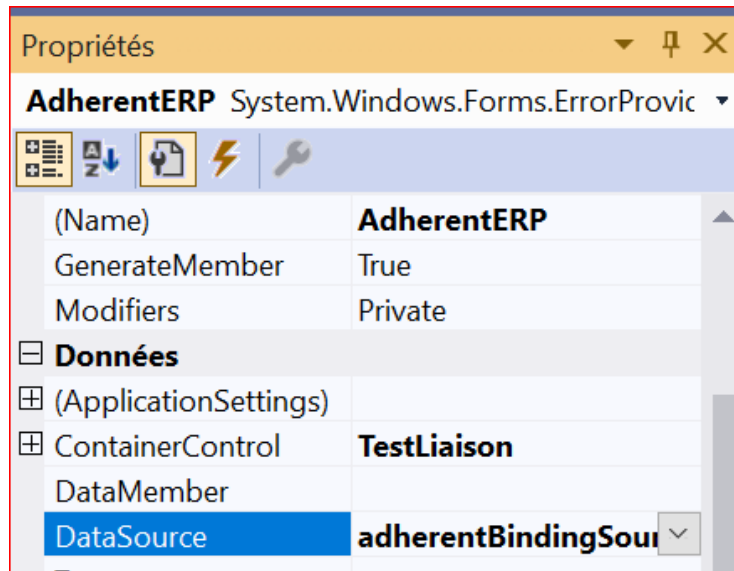 Propriétés
AdherentERP System.Windows.Forms.ErrorProvic
(Name) AdherentERP
GenerateMember True
Modifiers Private
Données
(ApplicationSettings)
ContainerControl TestLiaison
DataMember
DataSource adherentBindingSour